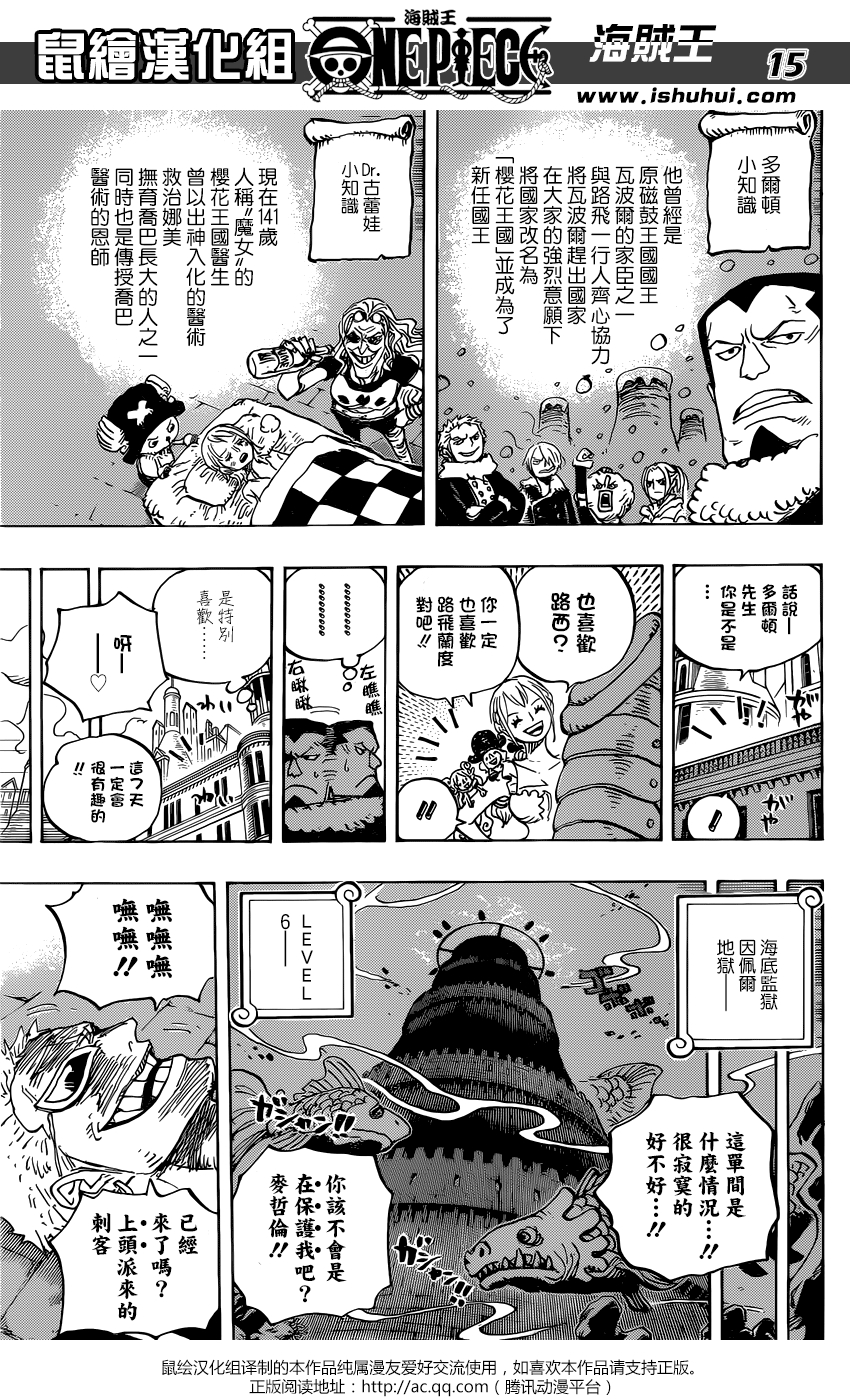 鼠繪漢化組
海賊王
ONE PIECE
海賊王
15
www.ishuhui.com
多爾頓
小知識
他曾經是
原磁鼓王國國王
瓦波爾的家臣之一
與路飛一行人齊心協力
將瓦波爾趕出國家
在大家的強烈意願下
將國家改名為
「櫻花王國」並成為了
新任國王
Dr.古蕾娃
小知識
現在141歲
人稱"魔女"的
櫻花王國醫生
曾以出神入化的醫術
救治娜美
撫育喬巴長大的人之一
同時也是傳授喬巴
醫術的恩師
話說—
多爾頓
先生
你是不是
…
也喜歡
路西?
你一定
也喜歡
路飛蘭度
對吧!!
左瞧瞧
右瞅瞅
是特別
喜歡……
呀—
—♡
這7天
一定會
很有趣的
!!
海底監獄
因佩爾
地獄——
LEVEL
6——
這單間是
什麼情況…!!
很寂寞的
好不好…!!
ガシャン!!
ガシャン!!
你該不會是
在保護我吧?
麥哲倫!!
嘸嘸嘸
嘸嘸!!
已經
來了嗎?
上頭派來的
刺客
鼠绘汉化组译制的本作品纯属漫友爱好交流使用，如喜欢本作品请支持正版。
正版阅读地址：http://ac.qq.com（腾讯动漫平台）